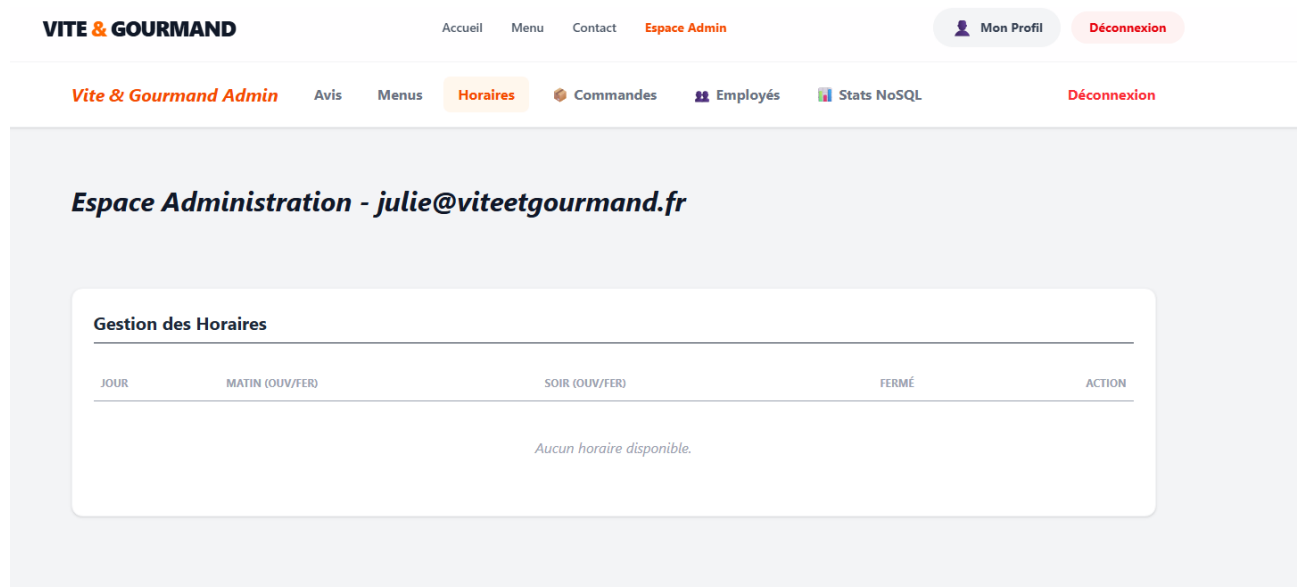 VITE & GOURMAND Accueil Menu Contact Espace Admin Mon Profil Déconnexion
Vite & Gourmand Admin Avis Menus Horaires Commandes Employés Stats NoSQL Déconnexion
Espace Administration - julie@viteetgourmand.fr
Gestion des Horaires
JOUR MATIN (OUV/FER) SOIR (OUV/FER) FERMÉ ACTION
Aucun horaire disponible.